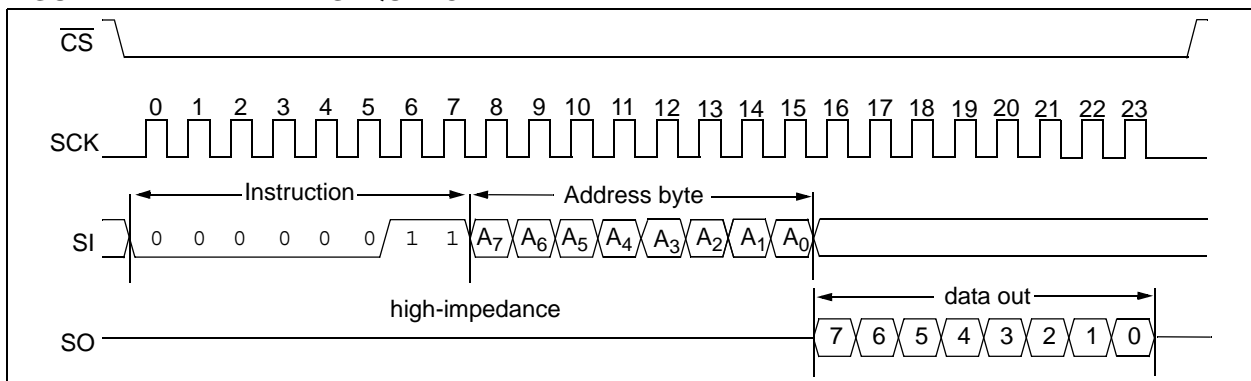 CS
0 1 2 3 4 5 6 7 8 9 10 11 12 13 14 15 16 17 18 19 20 21 22 23
SCK
Instruction
Address byte
SI
0 0 0 0 0 0 1 1 A7 A6 A5 A4 A3 A2 A1 A0
data out
high-impedance
SO
7 6 5 4 3 2 1 0